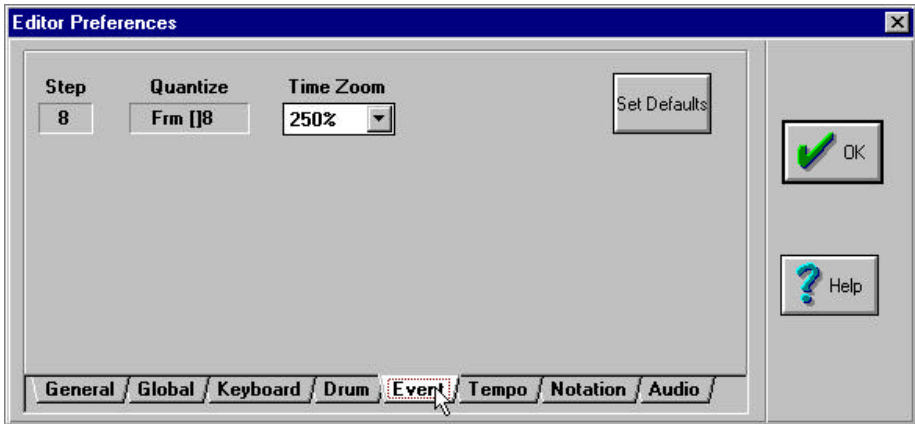 Editor Preferences
Step Quantize Time Zoom
8 Frm []8 250%
Set Defaults
OK
Help
General Global Keyboard Drum Event Tempo Notation Audio